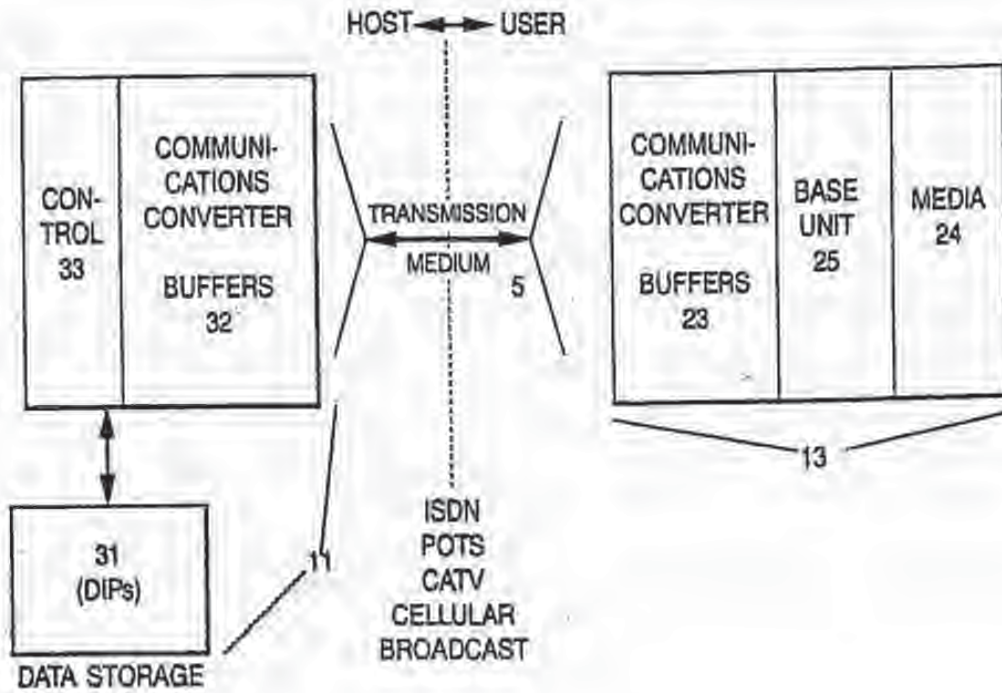 HOST USER
CON-
TROL
33
COMMUNI-
CATIONS
CONVERTER
BUFFERS
32
TRANSMISSION
MEDIUM
5
COMMUNI-
CATIONS
CONVERTER
BUFFERS
23
BASE
UNIT
25
MEDIA
24
13
31
(DIPs)
DATA STORAGE
11
ISDN
POTS
CATV
CELLULAR
BROADCAST